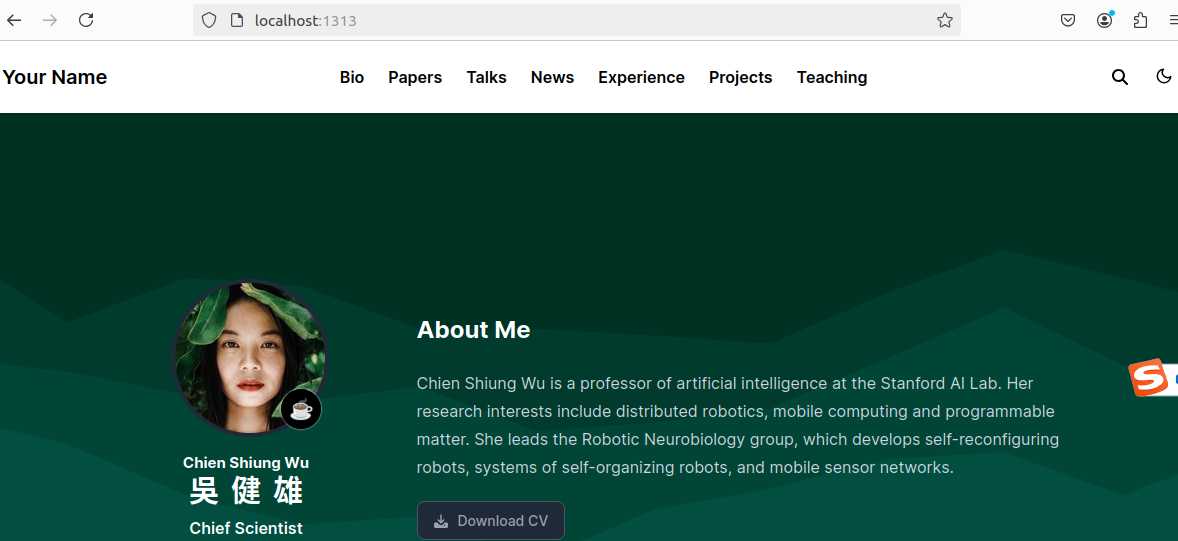 localhost:1313
Your Name
Bio Papers Talks News Experience Projects Teaching
About Me
Chien Shiung Wu is a professor of artificial intelligence at the Stanford AI Lab. Her
research interests include distributed robotics, mobile computing and programmable
matter. She leads the Robotic Neurobiology group, which develops self-reconfiguring
robots, systems of self-organizing robots, and mobile sensor networks.
Download CV
Chien Shiung Wu
吳健雄
Chief Scientist